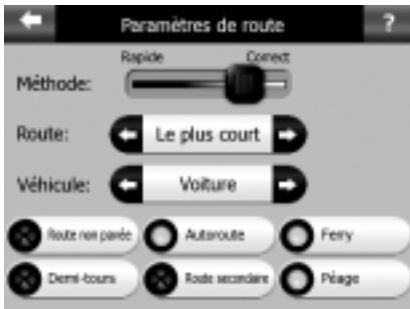 Paramètres de route ?
Rapide Correct
Méthode:
Route: Le plus court
Véhicule: Voiture
Route non pavée Autoroute Ferry
Demi-tours Route secondaire Péage